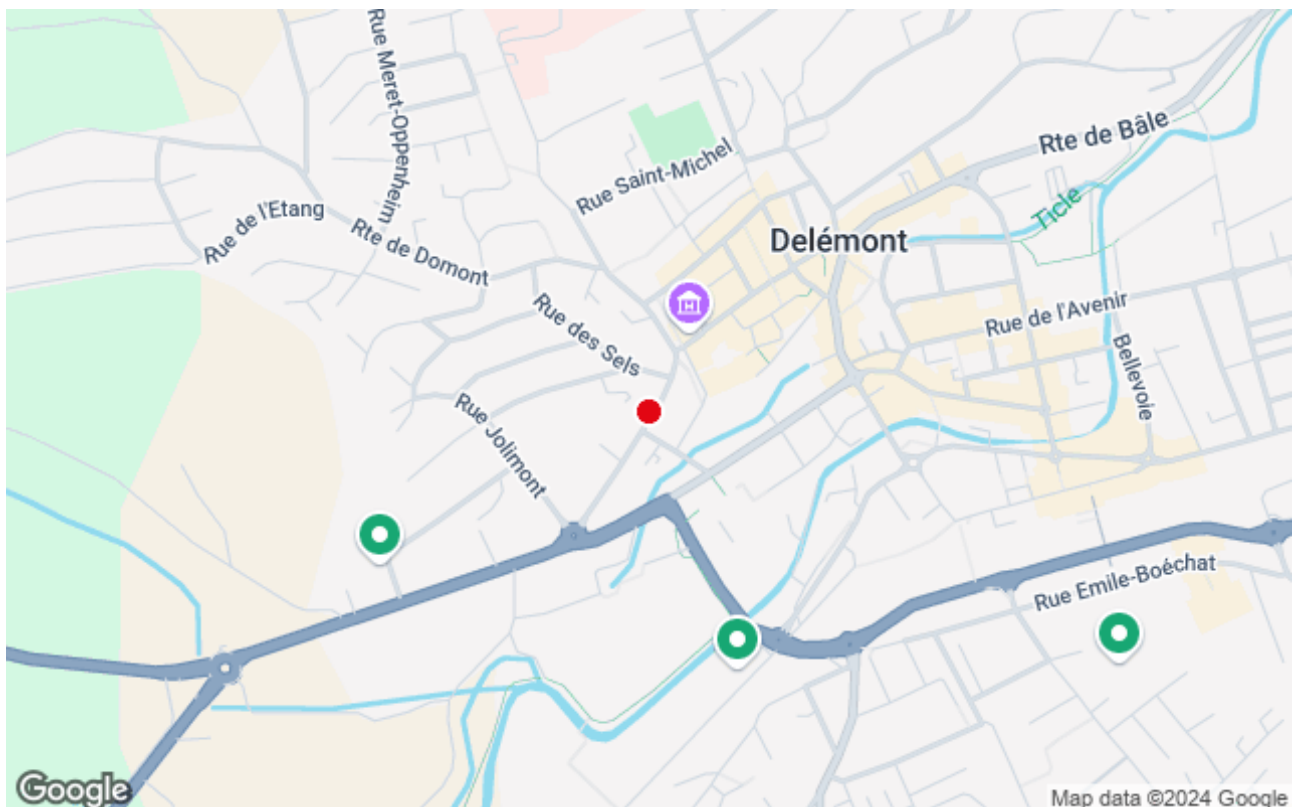 Rue Meret-Oppenheim
Rte de Bâle
Rue Saint-Michel
Ticle
Rue de l'Etang
Rte de Domont
Delémont
Rue de l'Avenir
Rue des Sels
Bellevoie
Rue Jolimont
Rue Emile-Boéchat
Google
Map data ©2024 Google